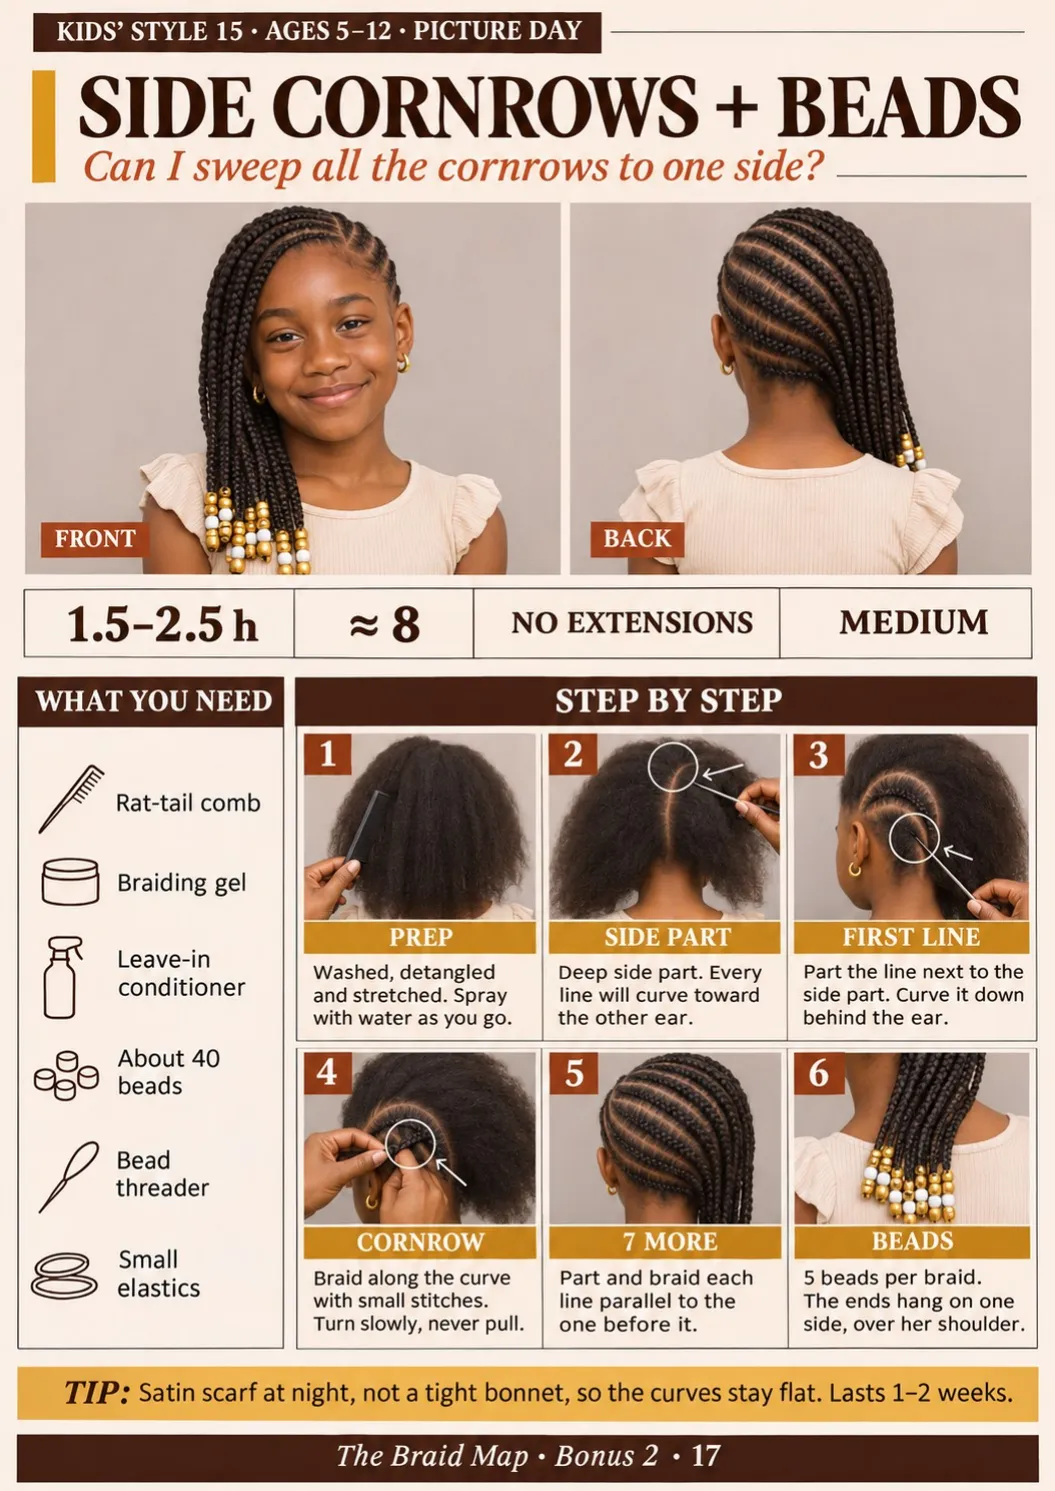 KIDS’ STYLE 15 • AGES 5–12 • PICTURE DAY
SIDE CORNROWS + BEADS
Can I sweep all the cornrows to one side?
FRONT
BACK
1.5–2.5 h
≈ 8
NO EXTENSIONS
MEDIUM
WHAT YOU NEED
Rat-tail comb
Braiding gel
Leave-in
conditioner
About 40
beads
Bead
threader
Small
elastics
STEP BY STEP
1
PREP
Washed, detangled
and stretched. Spray
with water as you go.
2
SIDE PART
Deep side part. Every
line will curve toward
the other ear.
3
FIRST LINE
Part the line next to the
side part. Curve it down
behind the ear.
4
CORNROW
Braid along the curve
with small stitches.
Turn slowly, never pull.
5
7 MORE
Part and braid each
line parallel to the
one before it.
6
BEADS
5 beads per braid.
The ends hang on one
side, over her shoulder.
TIP: Satin scarf at night, not a tight bonnet, so the curves stay flat. Lasts 1–2 weeks.
The Braid Map • Bonus 2 • 17